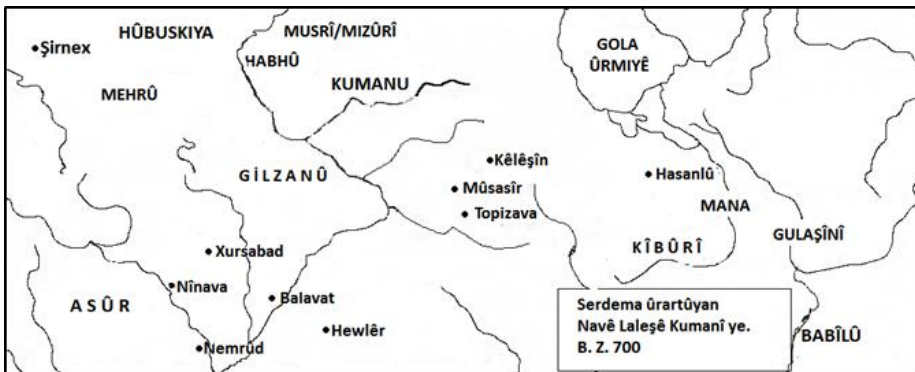 HÛBUSKIYA
MUSRÎ/MIZÛRÎ
Şirnex
GOLA
ÛRMIYÊ
HABHÛ
KUMANU
MEHRÛ
Kêlêşîn
GİLZANÛ
Hasanlû
Mûsasîr
MANA
Topizava
GULAŞÎNÎ
KÎBÛRÎ
Xursabad
Nînava
Balavat
ASÛR
Hewlêr
Nemrûd
Serdema ûrartûyan
Navê Laleşê Kumanî ye.
B. Z. 700
BABÎLÛ